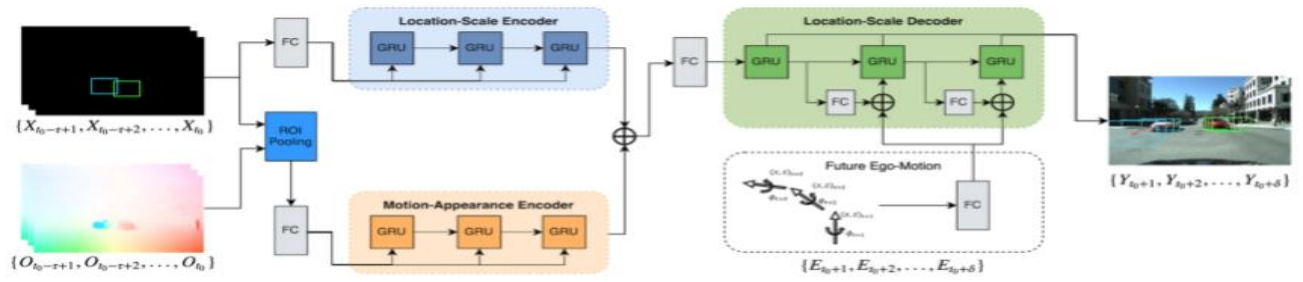 Location-Scale Encoder
FC
GRU GRU GRU
{X_{t_0-τ+1}, X_{t_0-τ+2}, . . . , X_{t_0}}
ROI
Pooling
Motion-Appearance Encoder
FC
GRU GRU GRU
{O_{t_0-τ+1}, O_{t_0-τ+2}, . . . , O_{t_0}}
FC
Location-Scale Decoder
GRU GRU GRU
FC FC
Future Ego-Motion
FC
{E_{t_0+1}, E_{t_0+2}, . . . , E_{t_0+δ}}
{Y_{t_0+1}, Y_{t_0+2}, . . . , Y_{t_0+δ}}